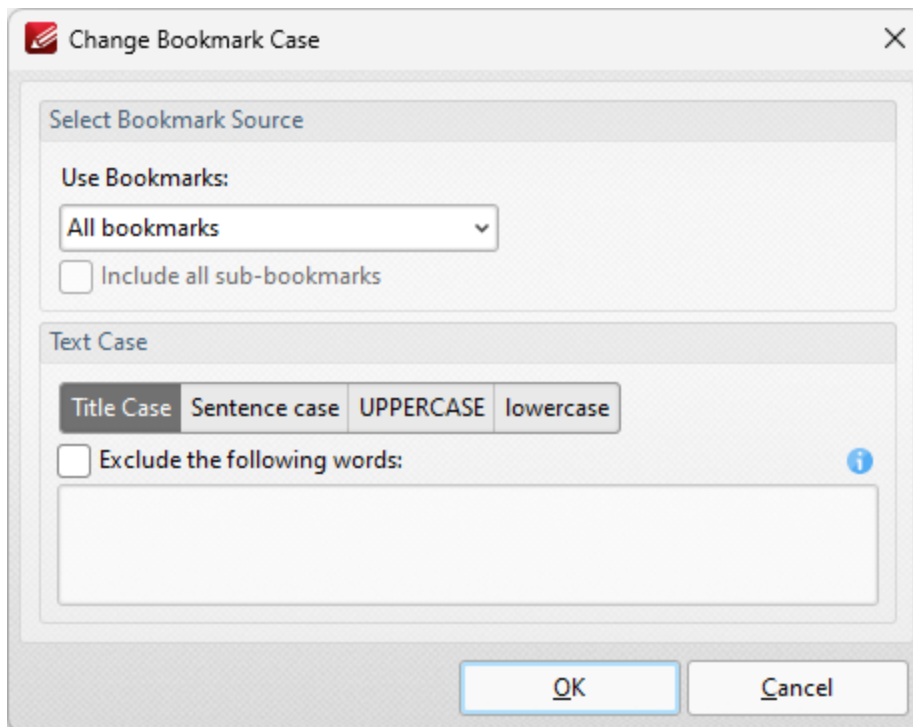 Change Bookmark Case
Select Bookmark Source
Use Bookmarks:
All bookmarks
Include all sub-bookmarks
Text Case
Title Case Sentence case UPPERCASE lowercase
Exclude the following words:
OK Cancel